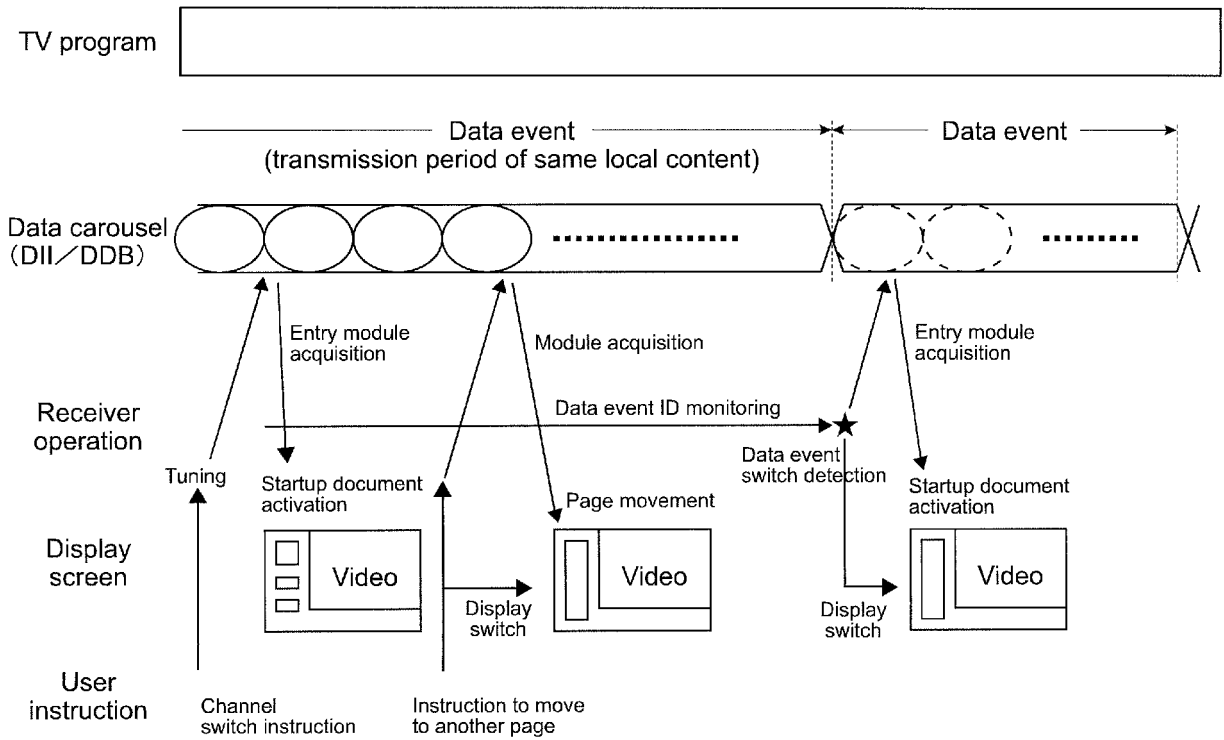 TV program
Data event
(transmission period of same local content)
Data event
Data carousel
(DII／DDB)
Entry module
acquisition
Module acquisition
Entry module
acquisition
Receiver
operation
Data event ID monitoring
★
Tuning
Data event
switch detection
Startup document
activation
Page movement
Startup document
activation
Display
screen
Video
Video
Video
Display
switch
Display
switch
User
instruction
Channel
switch instruction
Instruction to move
to another page